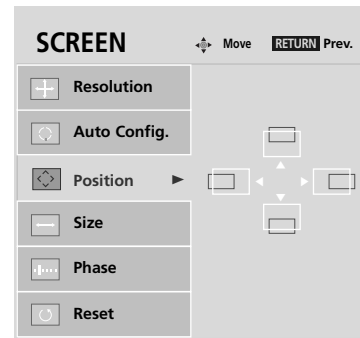 SCREEN Move RETURN Prev.
Resolution
Auto Config.
Position
Size
Phase
Reset